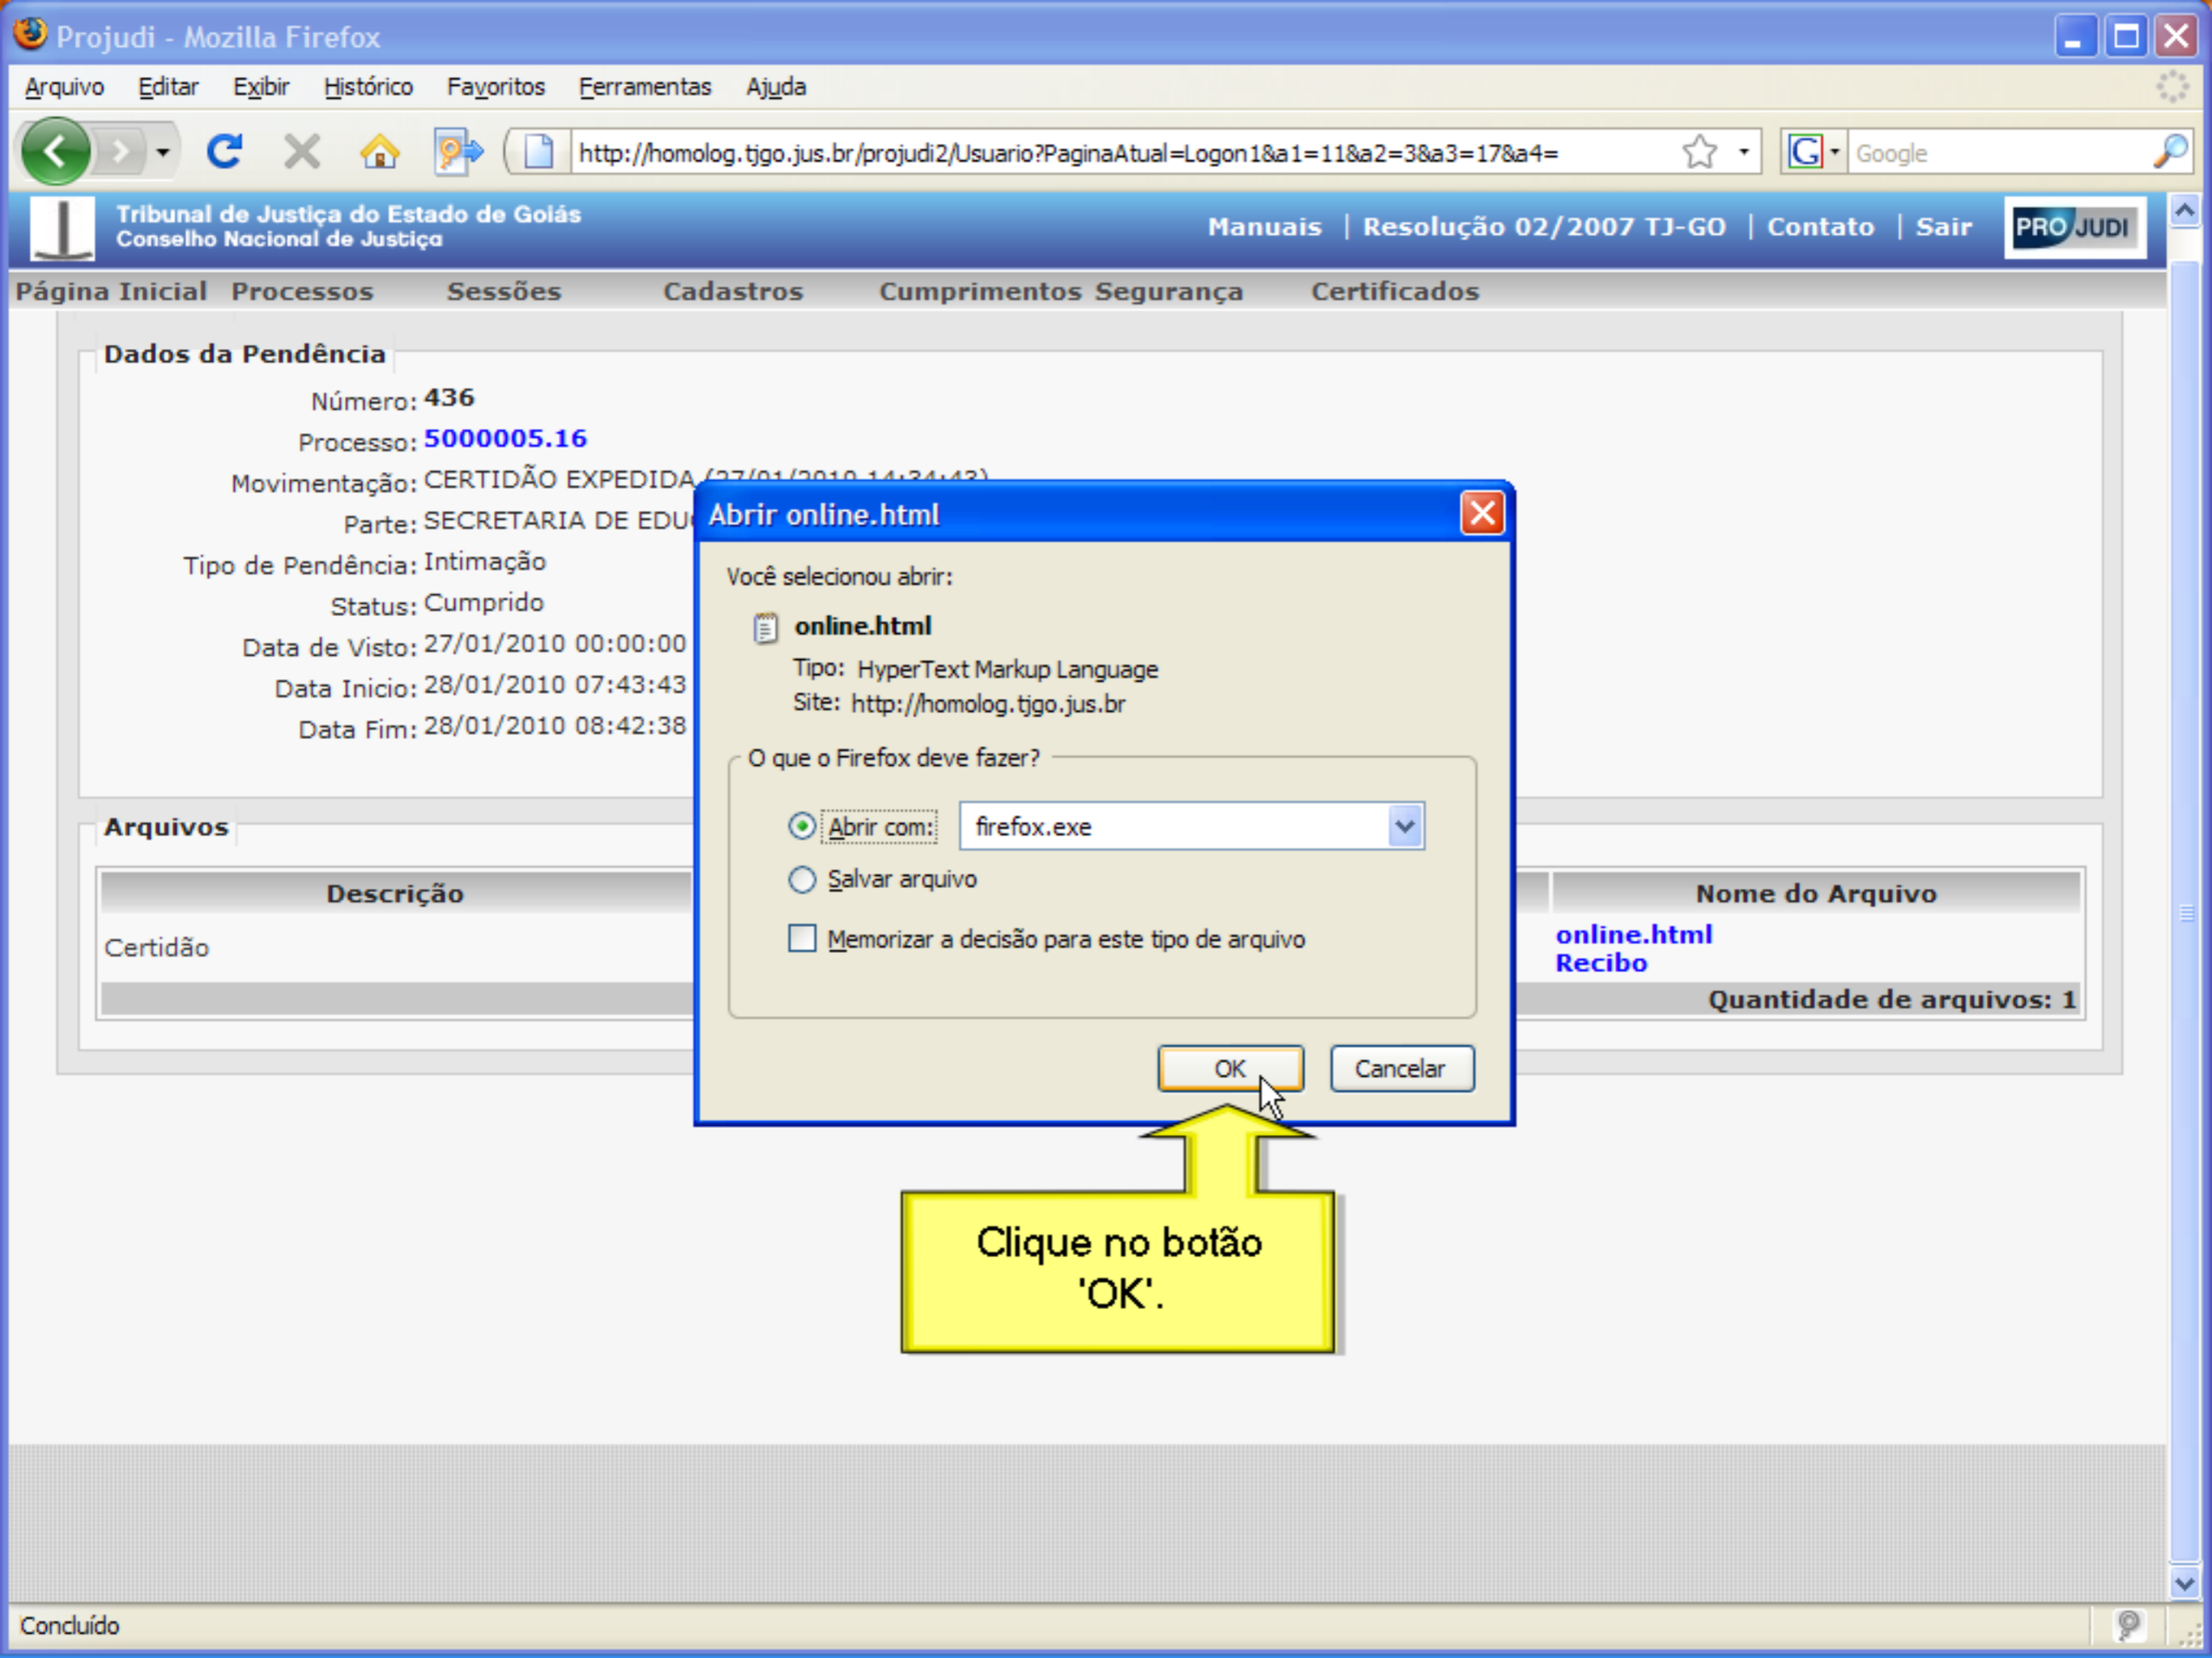 Projudi - Mozilla Firefox
Arquivo Editar Exibir Histórico Favoritos Ferramentas Ajuda
http://homolog.tjgo.jus.br/projudi2/Usuario?PaginaAtual=Logon1&a1=11&a2=3&a3=17&a4=
G Google
Tribunal de Justiça do Estado de Goiás
Conselho Nacional de Justiça
Manuais | Resolução 02/2007 TJ-GO | Contato | Sair
PROJUDI
Página Inicial Processos Sessões Cadastros Cumprimentos Segurança Certificados
Dados da Pendência
Número: 436
Processo: 5000005.16
Movimentação: CERTIDÃO EXPEDIDA (27/01/2010 14:34:43)
Parte: SECRETARIA DE
Tipo de Pendência: Intimação
Status: Cumprido
Data de Visto: 27/01/2010 00:00:00
Data Inicio: 28/01/2010 07:43:43
Data Fim: 28/01/2010 08:42:38
Arquivos
Descrição Nome do Arquivo
Certidão online.html
Recibo
Quantidade de arquivos: 1
Abrir online.html
Você selecionou abrir:
online.html
Tipo: HyperText Markup Language
Site: http://homolog.tjgo.jus.br
O que o Firefox deve fazer?
Abrir com: firefox.exe
Salvar arquivo
Memorizar a decisão para este tipo de arquivo
OK Cancelar
Clique no botão
'OK'.
Concluído